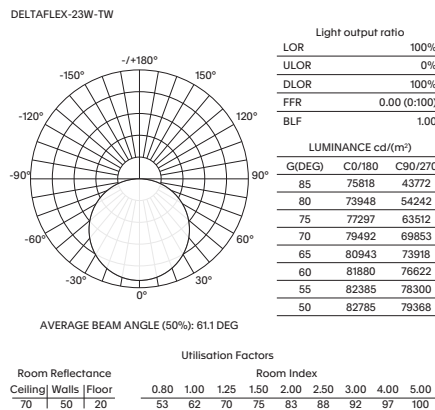 DELTAFLEX-23W-TW
-/+180°
-150° 150°
-120° 120°
-90° 90°
-60° 60°
-30° 30°
0°
AVERAGE BEAM ANGLE (50%): 61.1 DEG
Light output ratio
LOR 100%
ULOR 0%
DLOR 100%
FFR 0.00 (0:100)
BLF 1.00
LUMINANCE cd/(m²)
G(DEG) C0/180 C90/270
85 75818 43772
80 73948 54242
75 77297 63512
70 79492 69853
65 80943 73918
60 81880 76622
55 82385 78300
50 82785 79368
Utilisation Factors
Room Reflectance Room Index
Ceiling Walls Floor 0.80 1.00 1.25 1.50 2.00 2.50 3.00 4.00 5.00
70 50 20 53 62 70 75 83 88 92 97 100